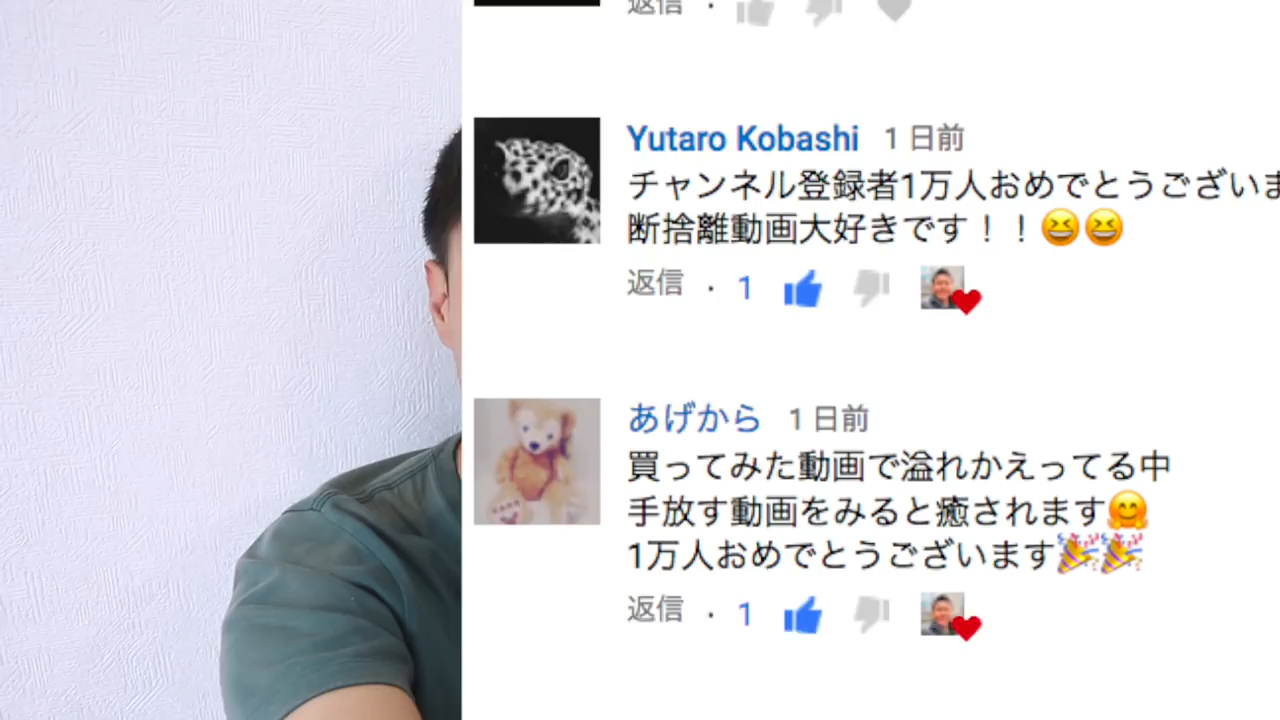 返信 ·
Yutaro Kobashi 1 日前
チャンネル登録者1万人おめでとうございま
断捨離動画大好きです！！😆😆
返信 · 1
あげから 1 日前
買ってみた動画で溢れかえってる中
手放す動画をみると癒されます🤗
1万人おめでとうございます🎉🎉
返信 · 1